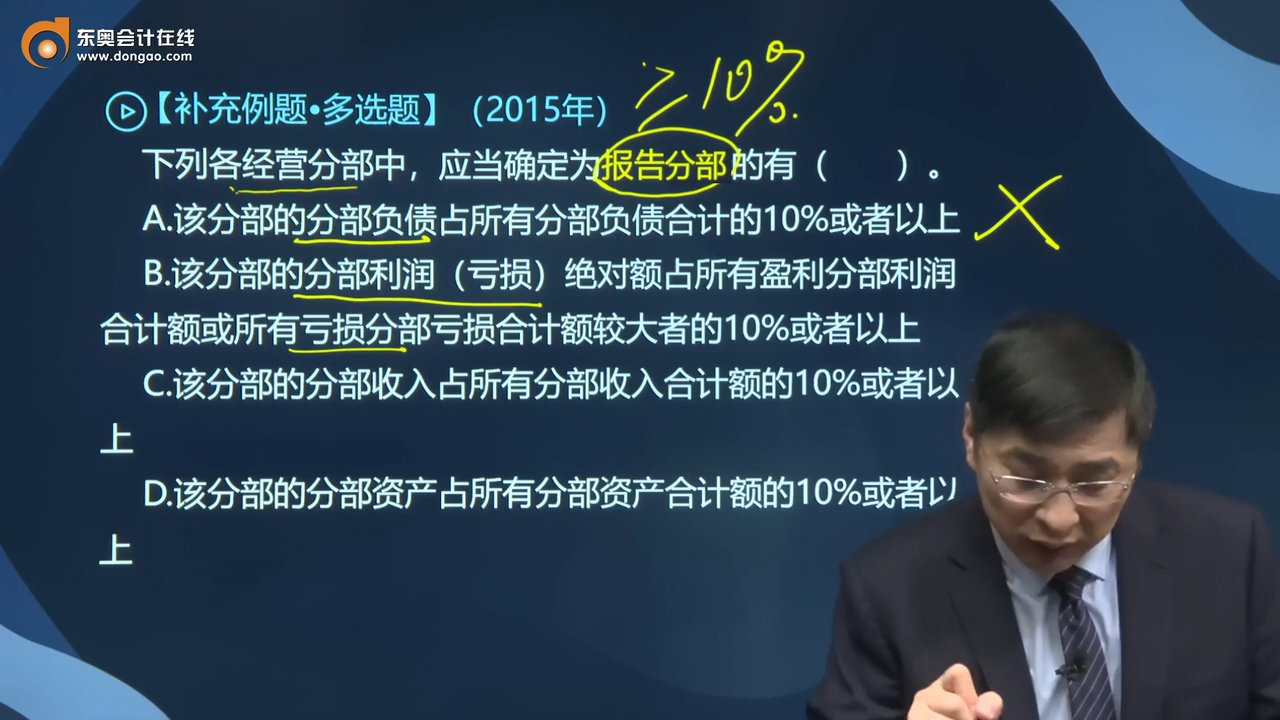 东奥会计在线
www.dongao.com
≥10%
【补充例题•多选题】（2015年）
下列各经营分部中，应当确定为报告分部的有（　　）。
A.该分部的分部负债占所有分部负债合计的10%或者以上
B.该分部的分部利润（亏损）绝对额占所有盈利分部利润
合计额或所有亏损分部亏损合计额较大者的10%或者以上
C.该分部的分部收入占所有分部收入合计额的10%或者以
上
D.该分部的分部资产占所有分部资产合计额的10%或者以
上